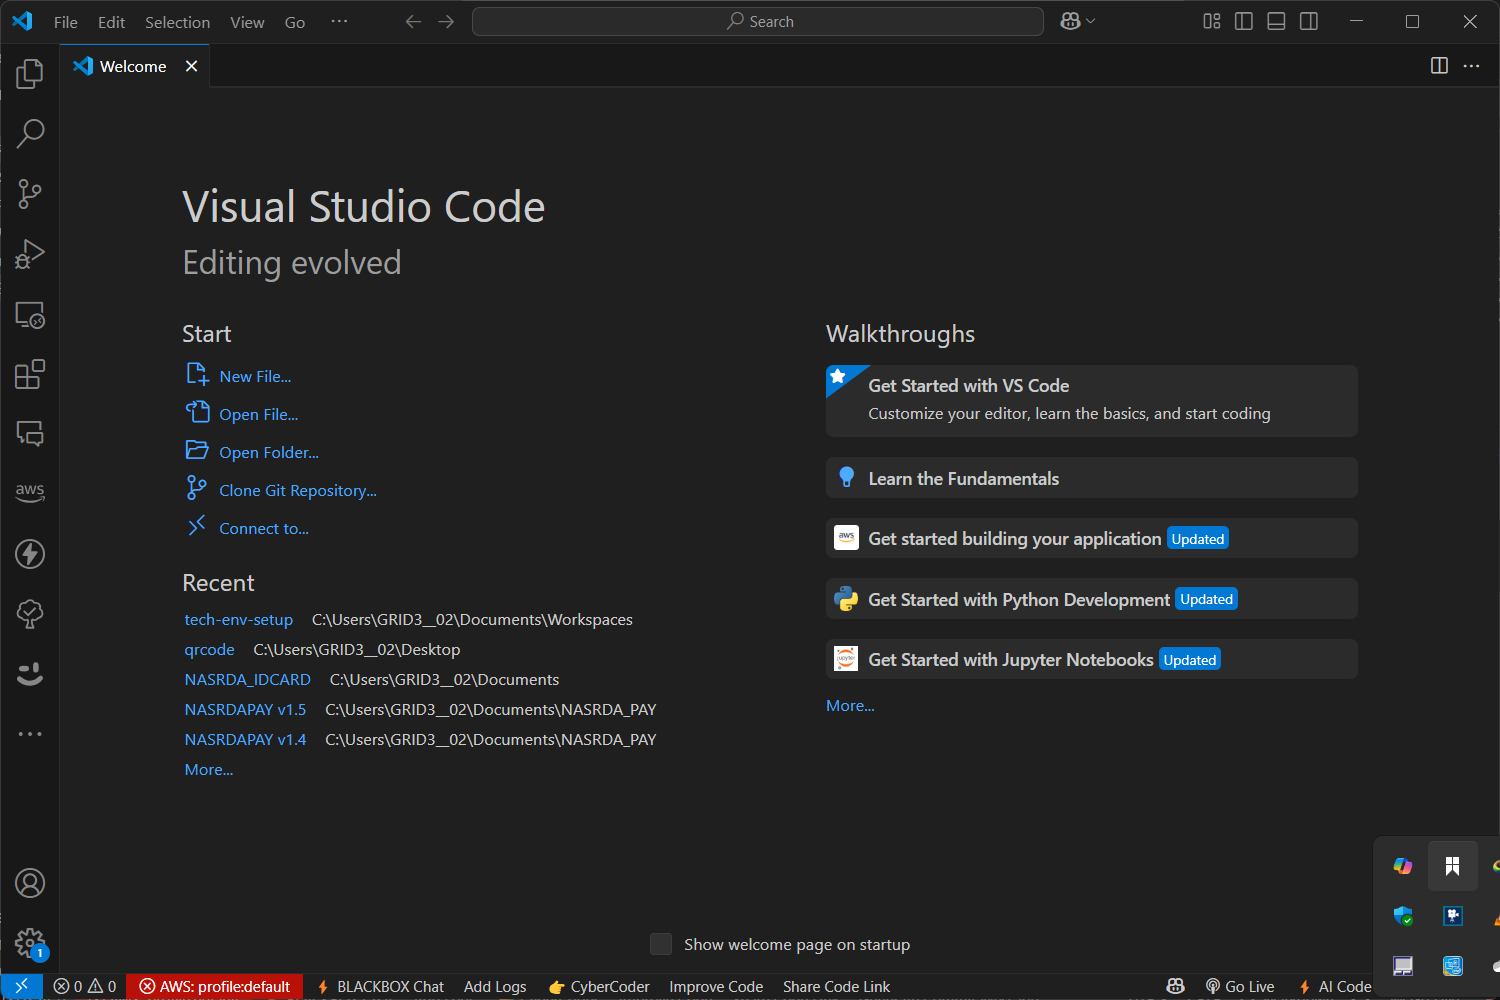 File Edit Selection View Go ... Search
Welcome
Visual Studio Code
Editing evolved
Start
New File...
Open File...
Open Folder...
Clone Git Repository...
Connect to...
Recent
tech-env-setup C:\Users\GRID3__02\Documents\Workspaces
qrcode C:\Users\GRID3__02\Desktop
NASRDA_IDCARD C:\Users\GRID3__02\Documents
NASRDAPAY v1.5 C:\Users\GRID3__02\Documents\NASRDA_PAY
NASRDAPAY v1.4 C:\Users\GRID3__02\Documents\NASRDA_PAY
More...
Walkthroughs
Get Started with VS Code
Customize your editor, learn the basics, and start coding
Learn the Fundamentals
aws Get started building your application Updated
Get Started with Python Development Updated
jupyter Get Started with Jupyter Notebooks Updated
More...
aws
1
Show welcome page on startup
0 0 AWS: profile:default BLACKBOX Chat Add Logs CyberCoder Improve Code Share Code Link Go Live AI Code